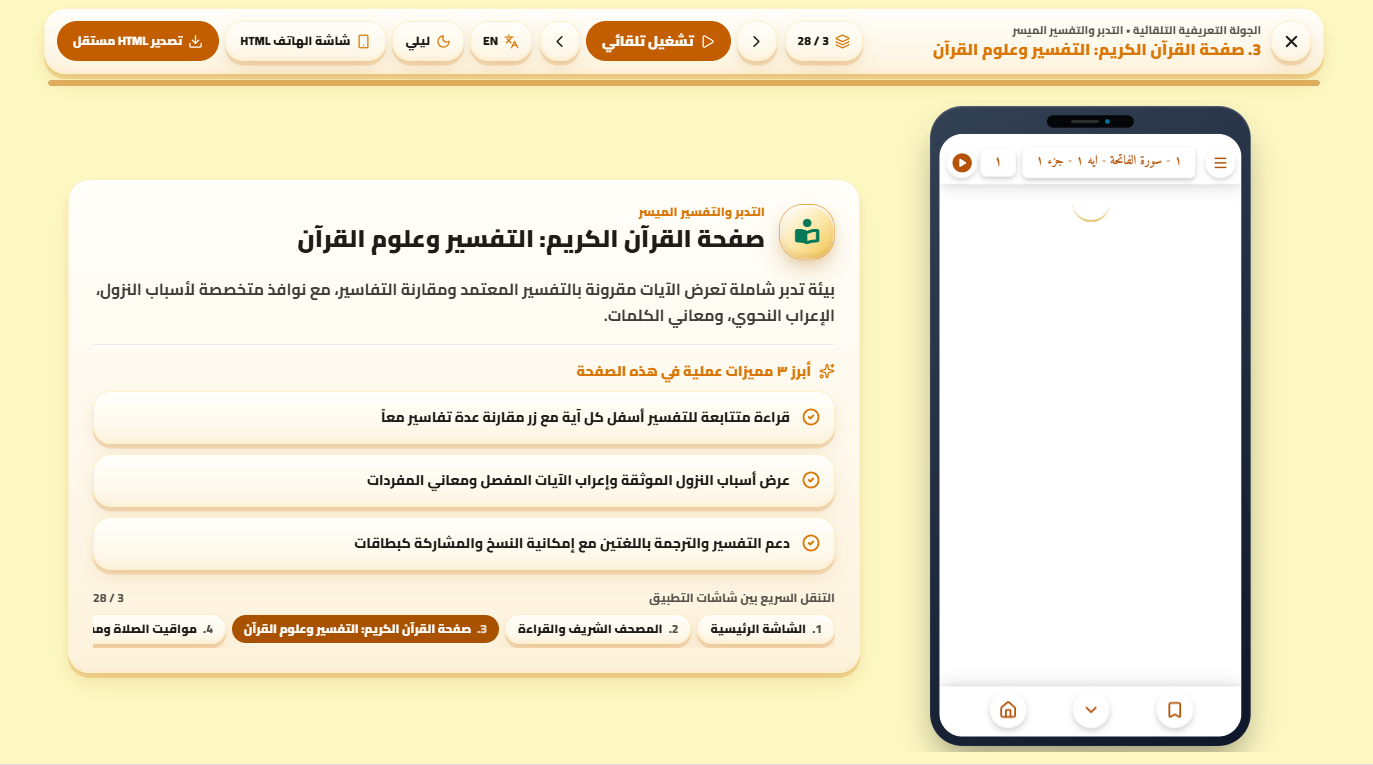 الجولة التعريفية التلقائية • التدبر والتفسير الميسر
3. صفحة القرآن الكريم: التفسير وعلوم القرآن
28 / 3
تشغيل تلقائي
EN
ليلي
شاشة الهاتف HTML
تصدير HTML مستقل
١ - سورة الفاتحة - ايه ١ - جزء ١
١
التدبر والتفسير الميسر
صفحة القرآن الكريم: التفسير وعلوم القرآن
بيئة تدبر شاملة تعرض الآيات مقرونة بالتفسير المعتمد ومقارنة التفاسير، مع نوافذ متخصصة لأسباب النزول،
الإعراب النحوي، ومعاني الكلمات.
أبرز ٣ مميزات عملية في هذه الصفحة
قراءة متتابعة للتفسير أسفل كل آية مع زر مقارنة عدة تفاسير معاً
عرض أسباب النزول الموثقة وإعراب الآيات المفصل ومعاني المفردات
دعم التفسير والترجمة باللغتين مع إمكانية النسخ والمشاركة كبطاقات
التنقل السريع بين شاشات التطبيق
28 / 3
1. الشاشة الرئيسية
2. المصحف الشريف والقراءة
3. صفحة القرآن الكريم: التفسير وعلوم القرآن
4. مواقيت الصلاة